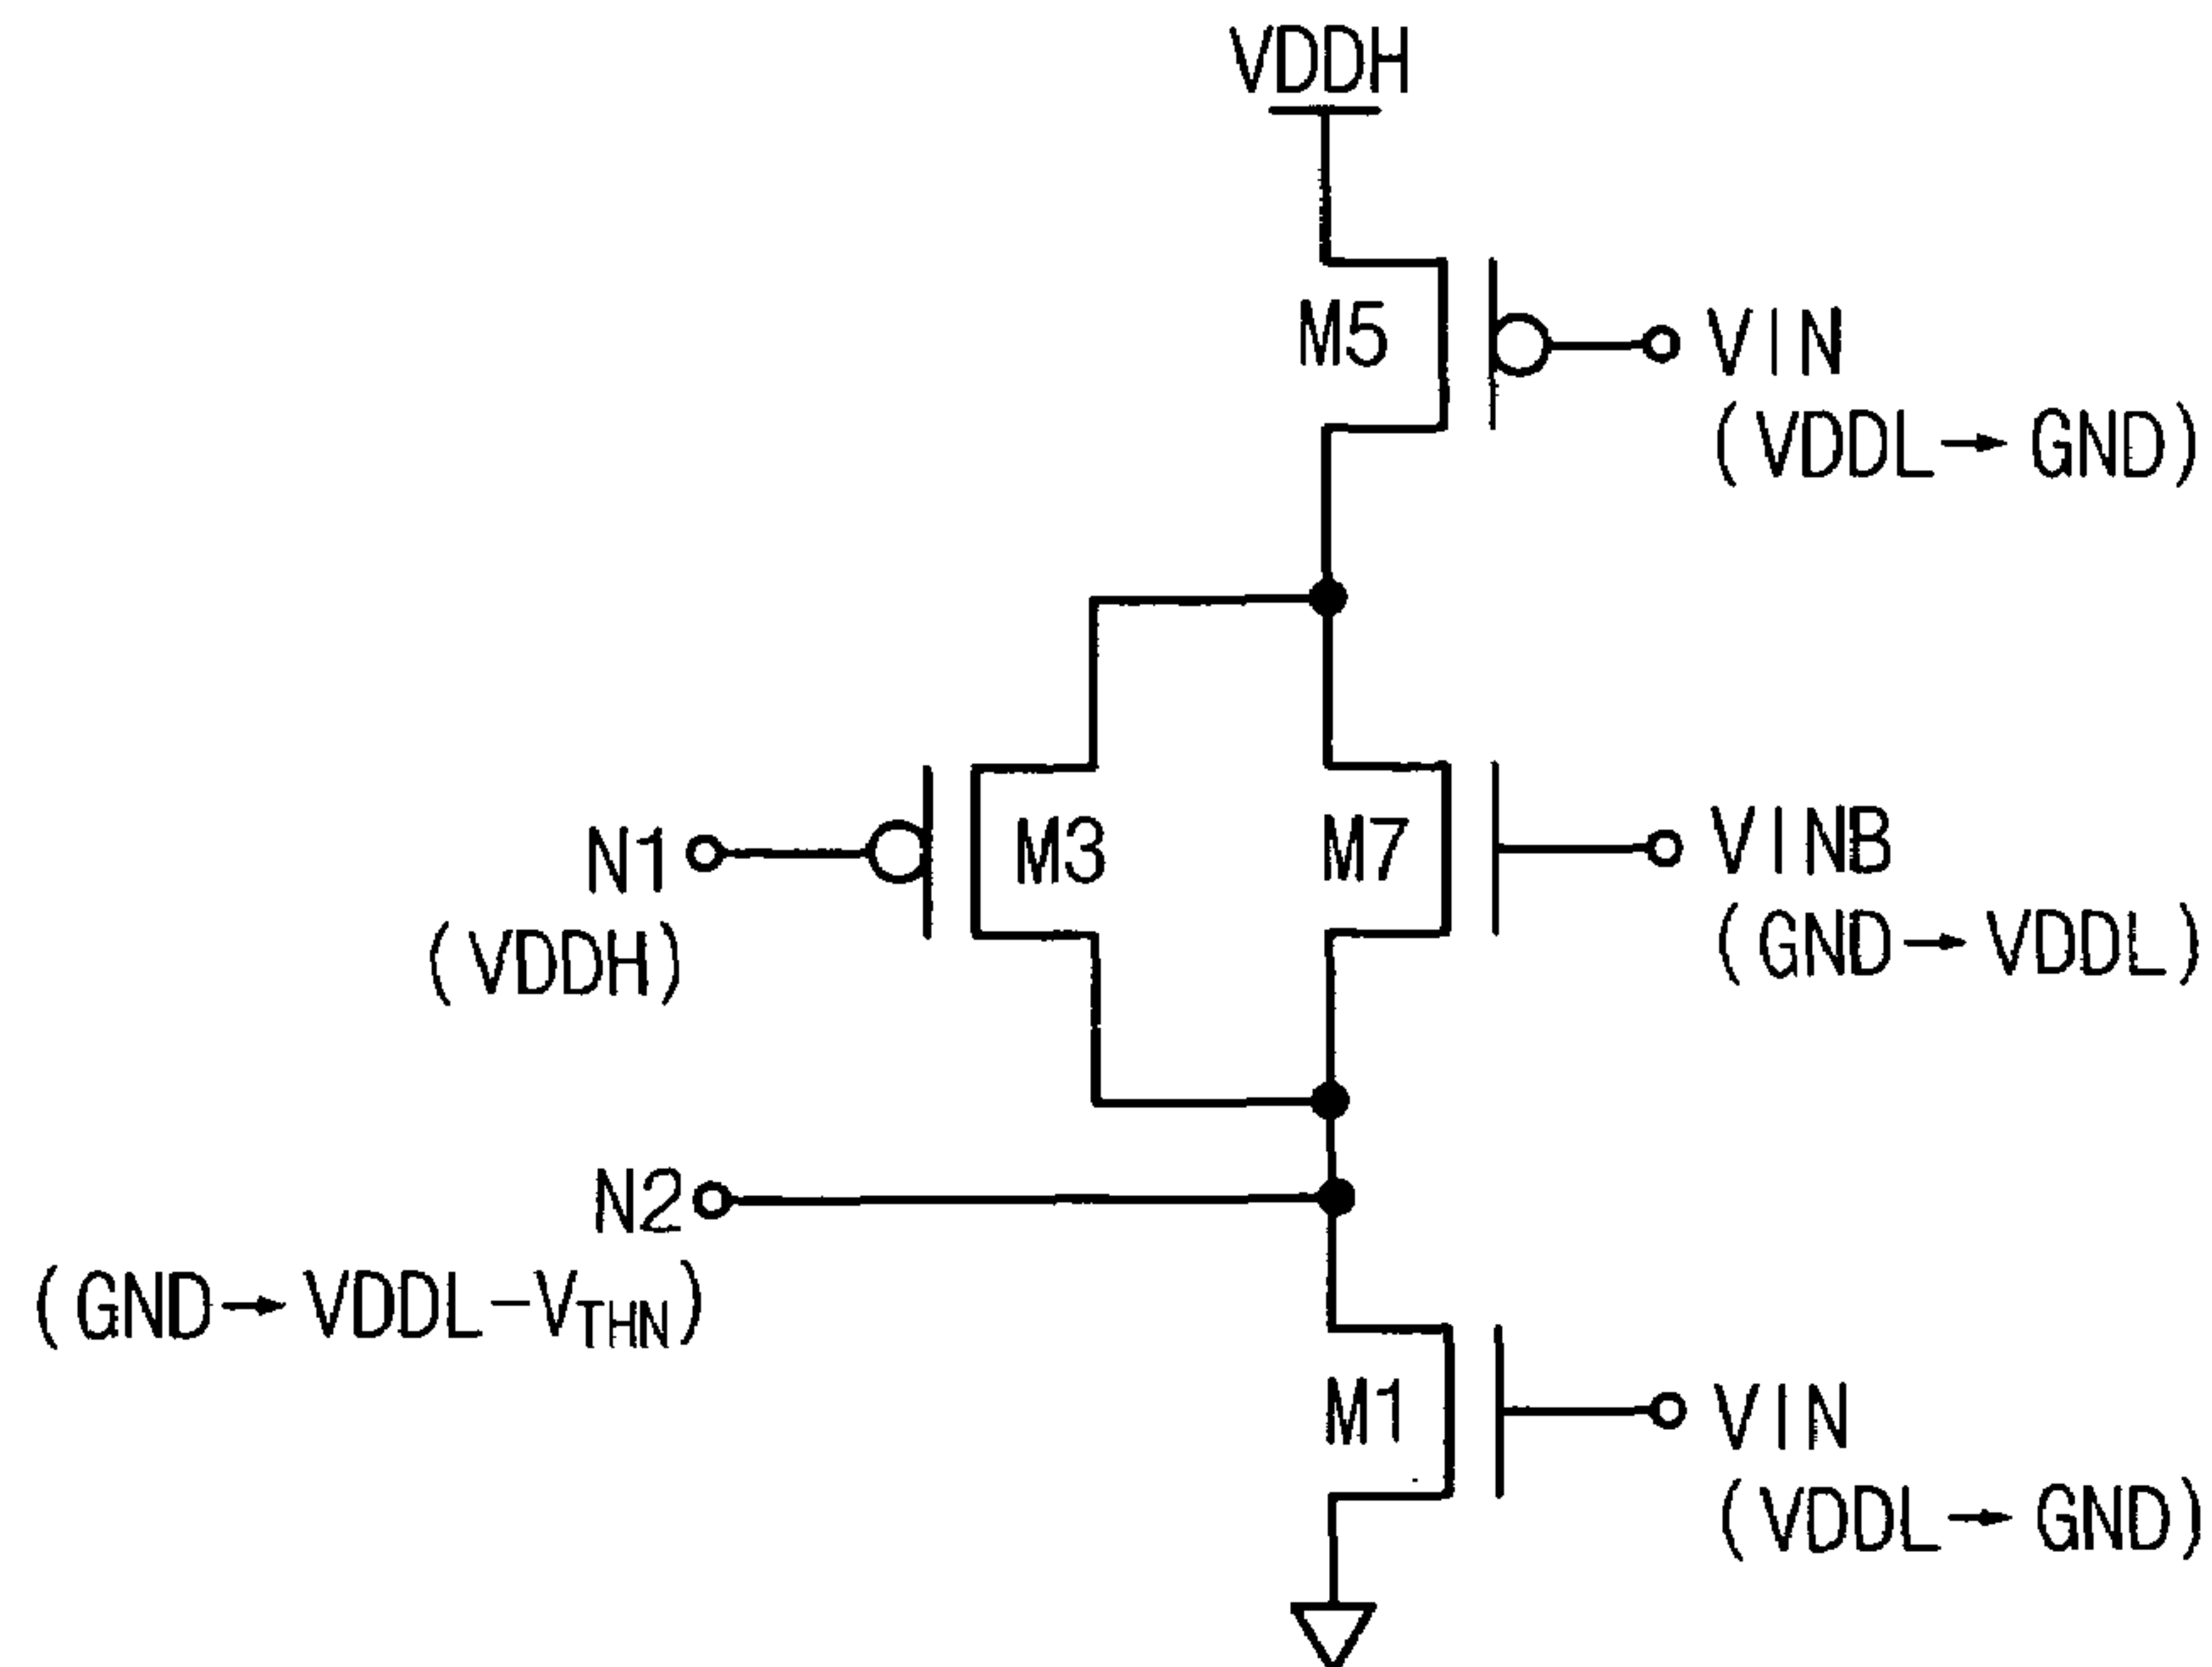 VDDH
M5
VIN
(VDDL→GND)
N1
(VDDH)
M3
M7
VINB
(GND→VDDL)
N2
(GND→VDDL-VTHN)
M1
VIN
(VDDL→GND)